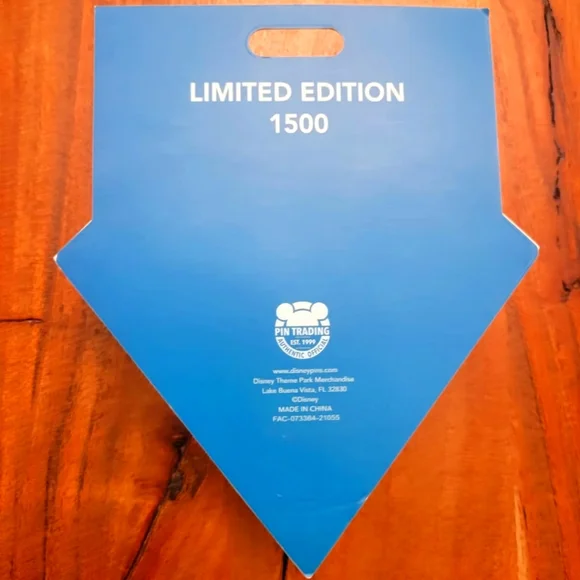 LIMITED EDITION
1500
PIN TRADING
EST. 1999
AUTHENTIC OFFICIAL
www.disneypins.com
Disney Theme Park Merchandise
Lake Buena Vista, FL 32830
©Disney
MADE IN CHINA
FAC-073384-21055